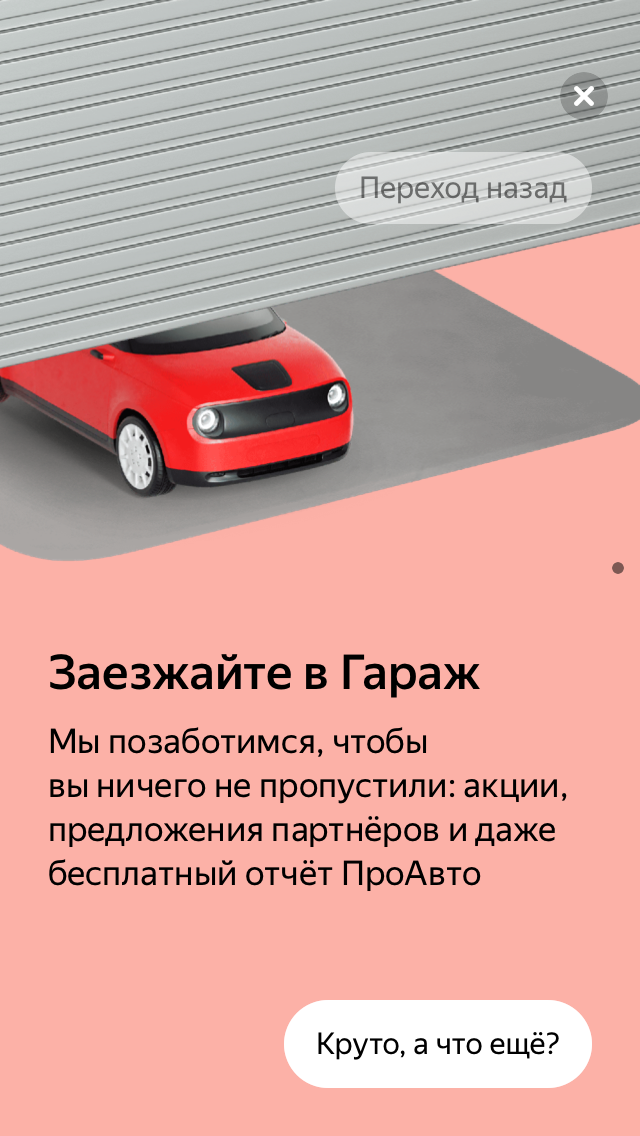 Переход назад
Заезжайте в Гараж
Мы позаботимся, чтобы
вы ничего не пропустили: акции,
предложения партнёров и даже
бесплатный отчёт ПроАвто
Круто, а что ещё?